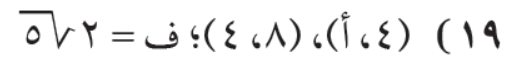 ١٩) (٤، أ)، (٨، ٤)؛ ف = ٢√٥